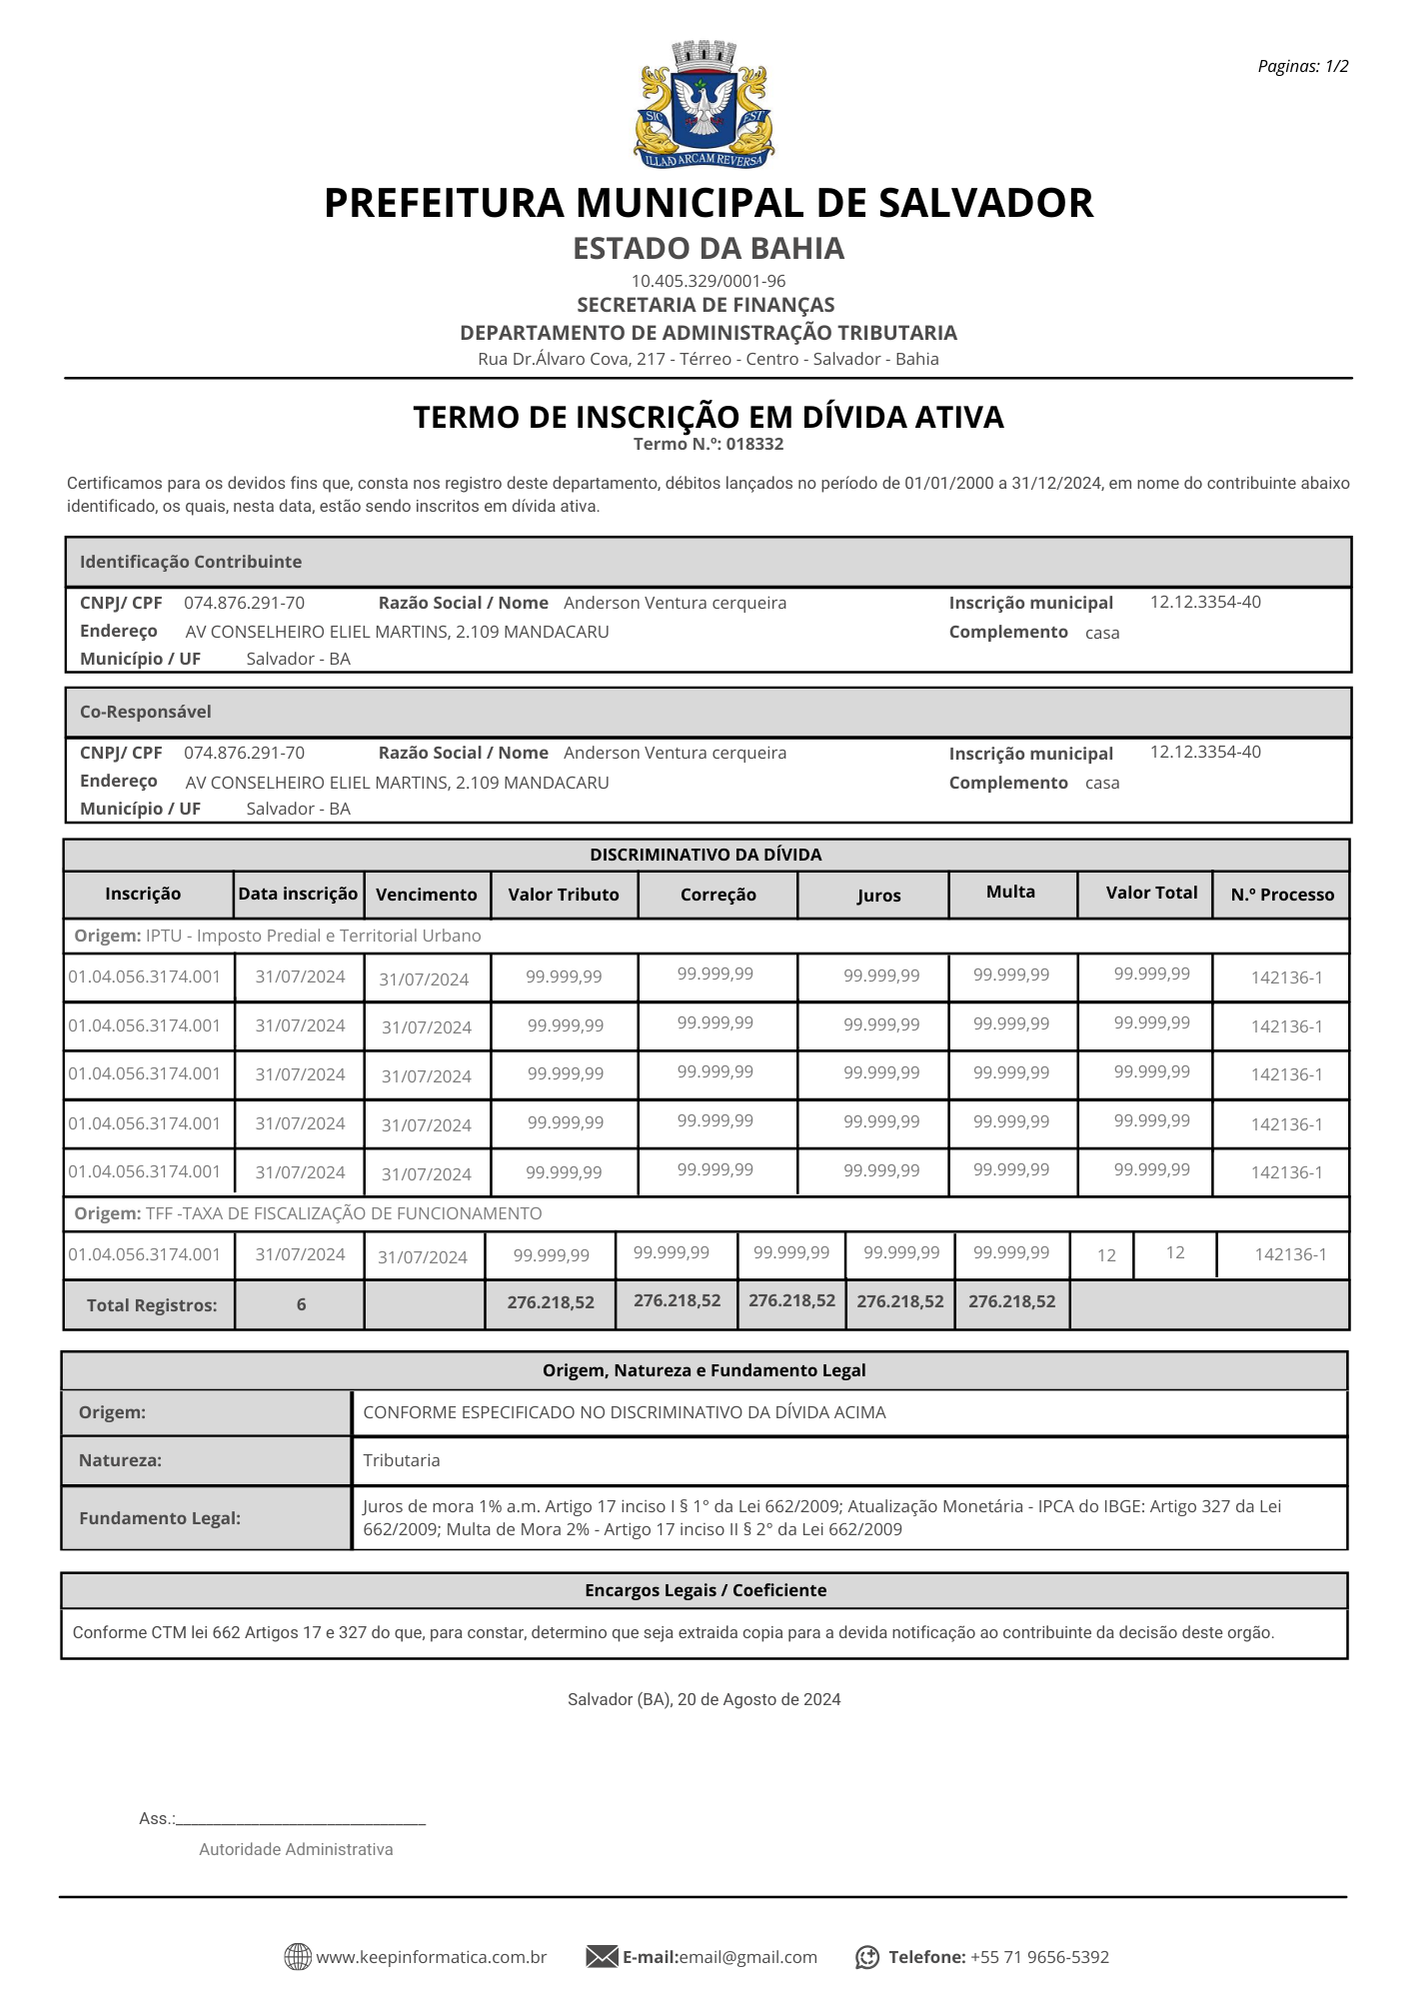 Paginas: 1/2
SIC EST
ILLA AD ARCAM REVERSA
PREFEITURA MUNICIPAL DE SALVADOR
ESTADO DA BAHIA
10.405.329/0001-96
SECRETARIA DE FINANÇAS
DEPARTAMENTO DE ADMINISTRAÇÃO TRIBUTARIA
Rua Dr.Álvaro Cova, 217 - Térreo - Centro - Salvador - Bahia
TERMO DE INSCRIÇÃO EM DÍVIDA ATIVA
Termo N.º: 018332
Certificamos para os devidos fins que, consta nos registro deste departamento, débitos lançados no período de 01/01/2000 a 31/12/2024, em nome do contribuinte abaixo
identificado, os quais, nesta data, estão sendo inscritos em dívida ativa.
Identificação Contribuinte
CNPJ/ CPF 074.876.291-70 Razão Social / Nome Anderson Ventura cerqueira Inscrição municipal 12.12.3354-40
Endereço AV CONSELHEIRO ELIEL MARTINS, 2.109 MANDACARU Complemento casa
Município / UF Salvador - BA
Co-Responsável
CNPJ/ CPF 074.876.291-70 Razão Social / Nome Anderson Ventura cerqueira Inscrição municipal 12.12.3354-40
Endereço AV CONSELHEIRO ELIEL MARTINS, 2.109 MANDACARU Complemento casa
Município / UF Salvador - BA
DISCRIMINATIVO DA DÍVIDA
Inscrição Data inscrição Vencimento Valor Tributo Correção Juros Multa Valor Total N.º Processo
Origem: IPTU - Imposto Predial e Territorial Urbano
01.04.056.3174.001 31/07/2024 31/07/2024 99.999,99 99.999,99 99.999,99 99.999,99 99.999,99 142136-1
01.04.056.3174.001 31/07/2024 31/07/2024 99.999,99 99.999,99 99.999,99 99.999,99 99.999,99 142136-1
01.04.056.3174.001 31/07/2024 31/07/2024 99.999,99 99.999,99 99.999,99 99.999,99 99.999,99 142136-1
01.04.056.3174.001 31/07/2024 31/07/2024 99.999,99 99.999,99 99.999,99 99.999,99 99.999,99 142136-1
01.04.056.3174.001 31/07/2024 31/07/2024 99.999,99 99.999,99 99.999,99 99.999,99 99.999,99 142136-1
Origem: TFF -TAXA DE FISCALIZAÇÃO DE FUNCIONAMENTO
01.04.056.3174.001 31/07/2024 31/07/2024 99.999,99 99.999,99 99.999,99 99.999,99 99.999,99 12 12 142136-1
Total Registros: 6 276.218,52 276.218,52 276.218,52 276.218,52 276.218,52
Origem, Natureza e Fundamento Legal
Origem: CONFORME ESPECIFICADO NO DISCRIMINATIVO DA DÍVIDA ACIMA
Natureza: Tributaria
Fundamento Legal: Juros de mora 1% a.m. Artigo 17 inciso I § 1° da Lei 662/2009; Atualização Monetária - IPCA do IBGE: Artigo 327 da Lei
662/2009; Multa de Mora 2% - Artigo 17 inciso II § 2° da Lei 662/2009
Encargos Legais / Coeficiente
Conforme CTM lei 662 Artigos 17 e 327 do que, para constar, determino que seja extraida copia para a devida notificação ao contribuinte da decisão deste orgão.
Salvador (BA), 20 de Agosto de 2024
Ass.:______________________________
Autoridade Administrativa
www.keepinformatica.com.br E-mail:email@gmail.com Telefone: +55 71 9656-5392